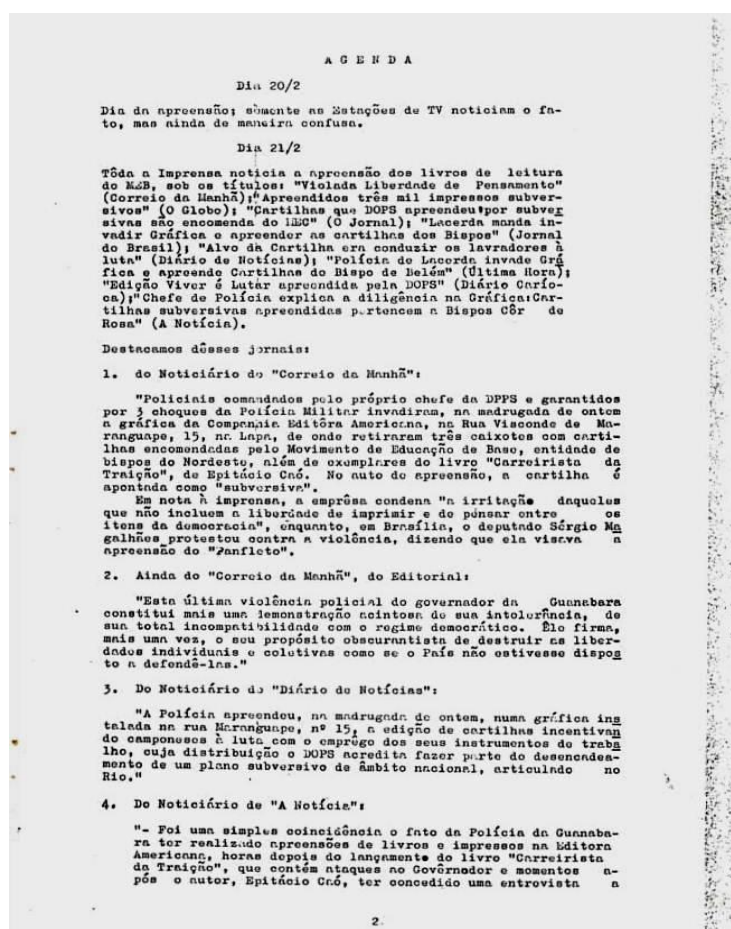 A G E N D A
Dia 20/2
Dia da apreensão; sòmente as Estações de TV noticiam o fa-
to, mas ainda de maneira confusa.
Dia 21/2
Tôda a Imprensa noticia a apreensão dos livros de leitura
do MEB, sob os títulos: "Violada Liberdade de Pensamento"
(Correio da Manhã);"Apreendidos três mil impressos subver-
sivos" (O Globo); "Cartilhas que DOPS apreendeu por subver
sivas são encomenda do MEC" (O Jornal); "Lacerda manda in-
vadir Gráfica e apreender as cartilhas dos Bispos" (Jornal
do Brasil); "Alvo da Cartilha era conduzir os lavradores à
luta" (Diário de Notícias); "Polícia de Lacerda invade Grá
fica e apreende Cartilhas do Bispo de Belém" (Última Hora);
"Edição Viver é Lutar apreendida pela DOPS" (Diário Cario-
ca);"Chefe de Polícia explica a diligência na Gráfica:Car-
tilhas subversivas apreendidas pertencem a Bispos Côr de
Rosa" (A Notícia).
Destacamos dêsses jornais:
1. do Noticiário do "Correio da Manhã":
"Policiais comandados pelo próprio chefe da DPPS e garantidos
por 3 choques da Polícia Militar invadiram, na madrugada de ontem
a gráfica da Companhia Editôra Americana, na Rua Visconde de Ma-
ranguape, 15, na Lapa, de onde retiraram três caixotes com carti-
lhas encomendadas pelo Movimento de Educação de Base, entidade de
bispos do Nordeste, além de exemplares do livro "Carreirista da
Traição", de Epitácio Caó. No auto de apreensão, a cartilha é
apontada como "subversiva".
Em nota à imprensa, a emprêsa condena "a irritação daqueles
que não incluem a liberdade de imprimir e de pensar entre os
itens da democracia", enquanto, em Brasília, o deputado Sérgio Ma
galhães protestou contra a violência, dizendo que ela visava a
apreensão do "Panfleto".
2. Ainda do "Correio da Manhã", do Editorial:
"Esta última violência policial do governador da Guanabara
constitui mais uma demonstração acintosa de sua intolerância, de
sua total incompatibilidade com o regime democrático. Êle firma,
mais uma vez, o seu propósito obscurantista de destruir as liber-
dades individuais e coletivas como se o País não estivesse dispos
to a defendê-las."
3. Do Noticiário do "Diário de Notícias":
"A Polícia apreendeu, na madrugada de ontem, numa gráfica ins
talada na rua Maranguape, nº 15, a edição de cartilhas incentivan
do camponeses à luta com o emprêgo dos seus instrumentos de traba
lho, cuja distribuição o DOPS acredita fazer parte do desencadea-
mento de um plano subversivo de âmbito nacional, articulado no
Rio."
4. Do Noticiário de "A Notícia":
"- Foi uma simples coincidência o fato da Polícia da Guanaba-
ra ter realizado apreensões de livros e impressos na Editora
Americana, horas depois do lançamento do livro "Carreirista
da Traição", que contém ataques ao Govêrnador e momentos a-
pós o autor, Epitácio Caó, ter concedido uma entrevista a
2.